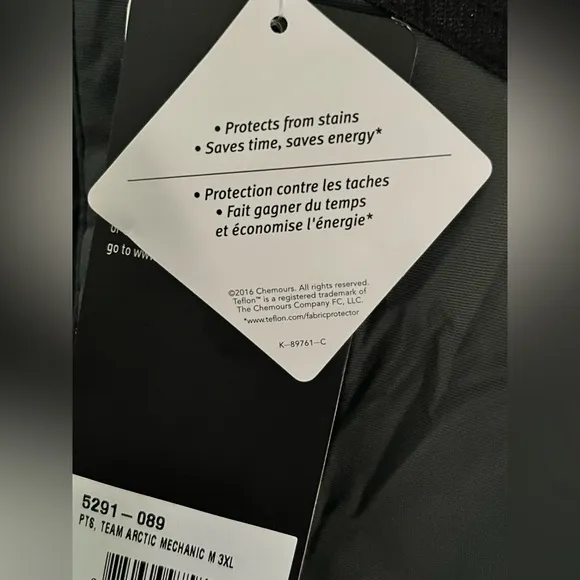 • Protects from stains
• Saves time, saves energy*
• Protection contre les taches
• Fait gagner du temps
et économise l'énergie*
©2016 Chemours. All rights reserved.
Teflon™ is a registered trademark of
The Chemours Company FC, LLC.
*www.teflon.com/fabricprotector
K–89761–C
go to www.
5291–089
PTS, TEAM ARCTIC MECHANIC M 3XL